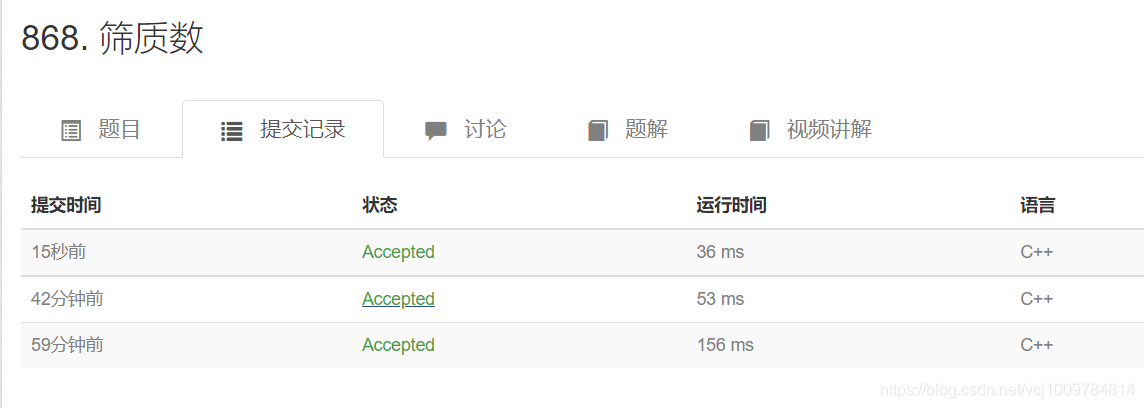 868. 筛质数
题目 提交记录 讨论 题解 视频讲解
提交时间 状态 运行时间 语言
15秒前 Accepted 36 ms C++
42分钟前 Accepted 53 ms C++
59分钟前 Accepted 156 ms C++
https://blog.csdn.net/vcj1009784814